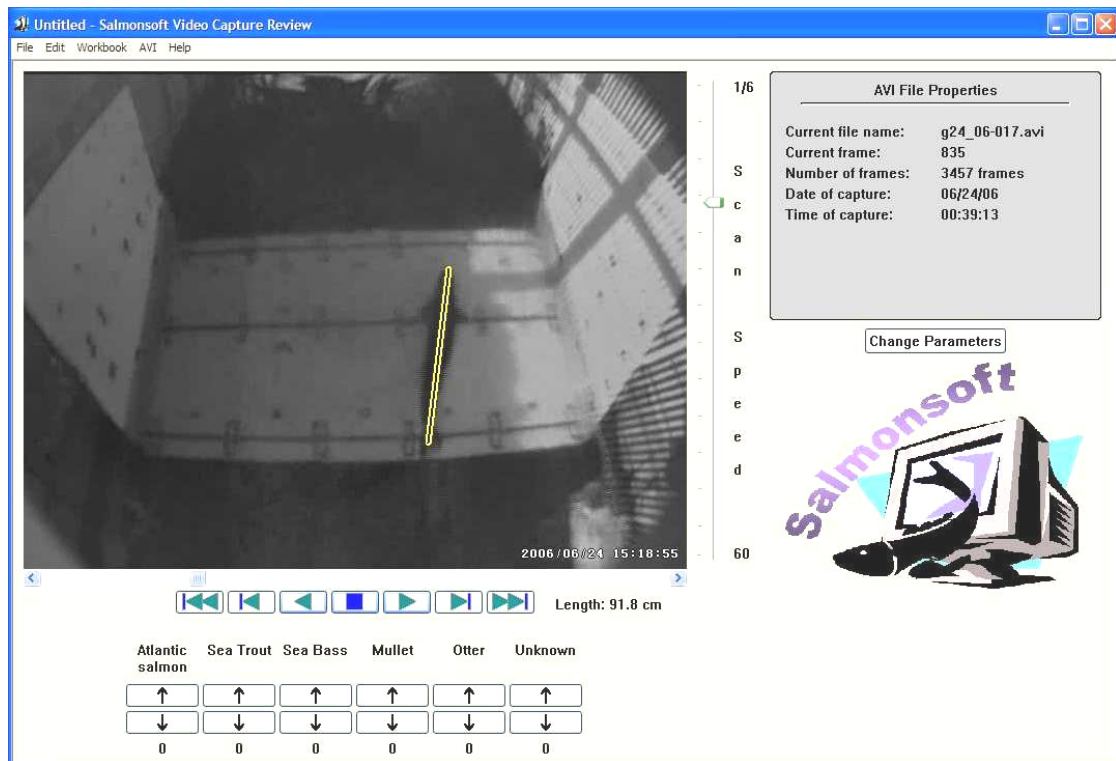 Untitled - Salmonsoft Video Capture Review
File Edit Workbook AVI Help
1/6
Scan Speed
60
AVI File Properties
Current file name: g24_06-017.avi
Current frame: 835
Number of frames: 3457 frames
Date of capture: 06/24/06
Time of capture: 00:39:13
Change Parameters
Salmonsoft
2006/06/24 15:18:55
Length: 91.8 cm
Atlantic salmon
Sea Trout
Sea Bass
Mullet
Otter
Unknown
0 0 0 0 0 0